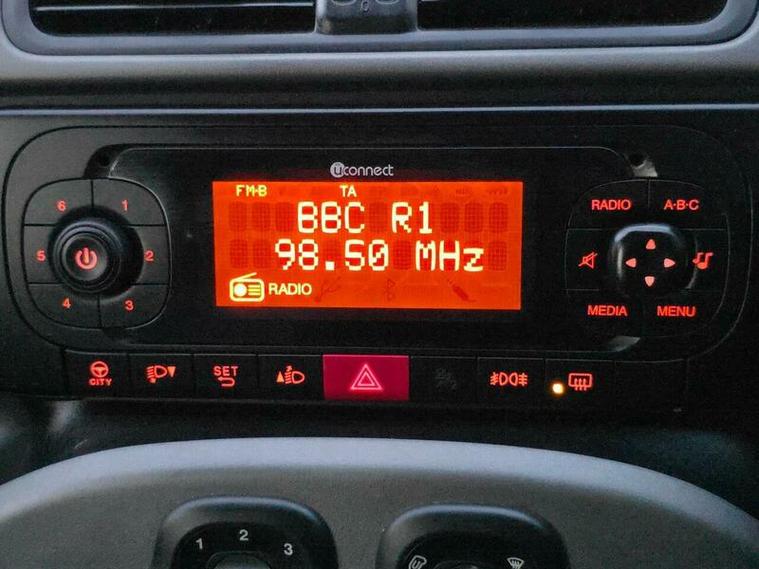 uconnect
FM-B TA
BBC R1
98.50 MHz
RADIO
6 1
5 2
4 3
RADIO A·B·C
MEDIA MENU
CITY
SET
1 2 3